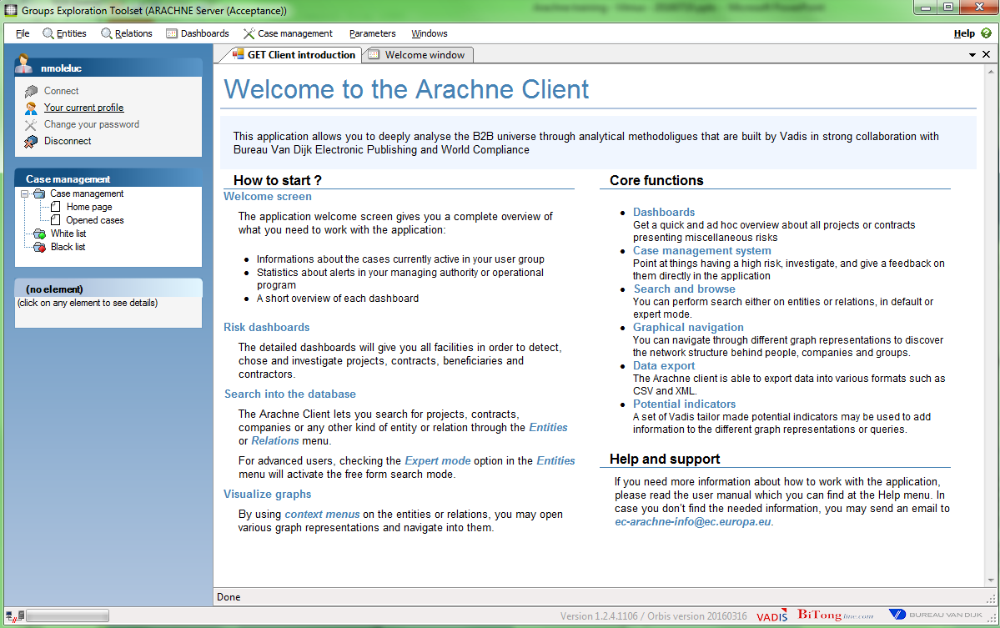 Groups Exploration Toolset (ARACHNE Server (Acceptance))
File Entities Relations Dashboards Case management Parameters Windows Help
nmoleluc
Connect
Your current profile
Change your password
Disconnect
Case management
Case management
Home page
Opened cases
White list
Black list
(no element)
(click on any element to see details)
GET Client introduction Welcome window
Welcome to the Arachne Client
This application allows you to deeply analyse the B2B universe through analytical methodoligues that are built by Vadis in strong collaboration with
Bureau Van Dijk Electronic Publishing and World Compliance
How to start ?
Welcome screen
The application welcome screen gives you a complete overview of
what you need to work with the application:
• Informations about the cases currently active in your user group
• Statistics about alerts in your managing authority or operational
program
• A short overview of each dashboard
Risk dashboards
The detailed dashboards will give you all facilities in order to detect,
chose and investigate projects, contracts, beneficiaries and
contractors.
Search into the database
The Arachne Client lets you search for projects, contracts,
companies or any other kind of entity or relation through the Entities
or Relations menu.
For advanced users, checking the Expert mode option in the Entities
menu will activate the free form search mode.
Visualize graphs
By using context menus on the entities or relations, you may open
various graph representations and navigate into them.
Core functions
• Dashboards
Get a quick and ad hoc overview about all projects or contracts
presenting miscellaneous risks
• Case management system
Point at things having a high risk, investigate, and give a feedback on
them directly in the application
• Search and browse
You can perform search either on entities or relations, in default or
expert mode.
• Graphical navigation
You can navigate through different graph representations to discover
the network structure behind people, companies and groups.
• Data export
The Arachne client is able to export data into various formats such as
CSV and XML.
• Potential indicators
A set of Vadis tailor made potential indicators may be used to add
information to the different graph representations or queries.
Help and support
If you need more information about how to work with the application,
please read the user manual which you can find at the Help menu. In
case you don't find the needed information, you may send an email to
ec-arachne-info@ec.europa.eu.
Done
Version 1.2.4.1106 / Orbis version 20160316 VADIS BiTong line.com BUREAU VAN DIJK